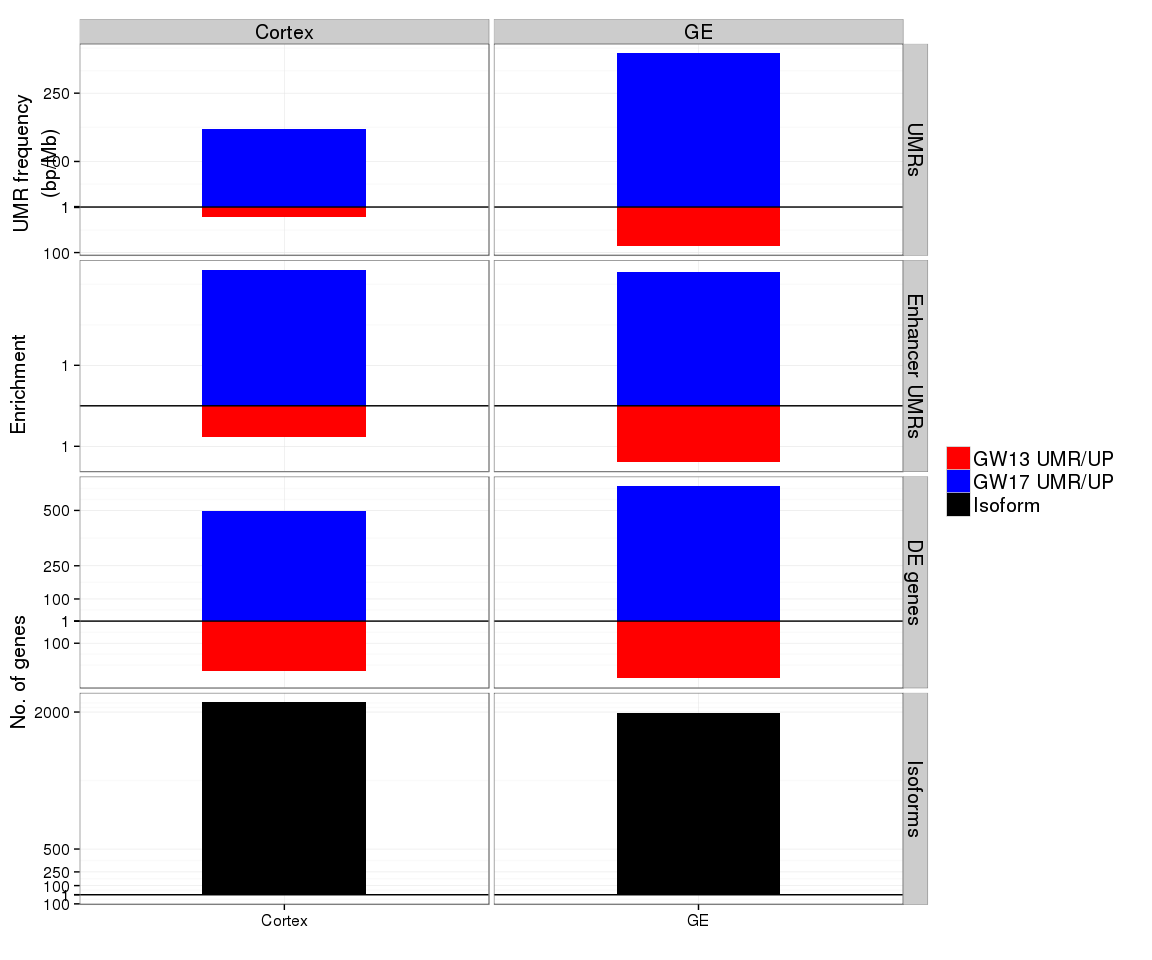 Cortex GE
UMR frequency
(bp/Mb)
250
100
1
100
UMRs
Enrichment
1
1
Enhancer UMRs
No. of genes
500
250
100
1
100
DE genes
2000
500
250
100
1
100
Isoforms
Cortex GE
GW13 UMR/UP
GW17 UMR/UP
Isoform